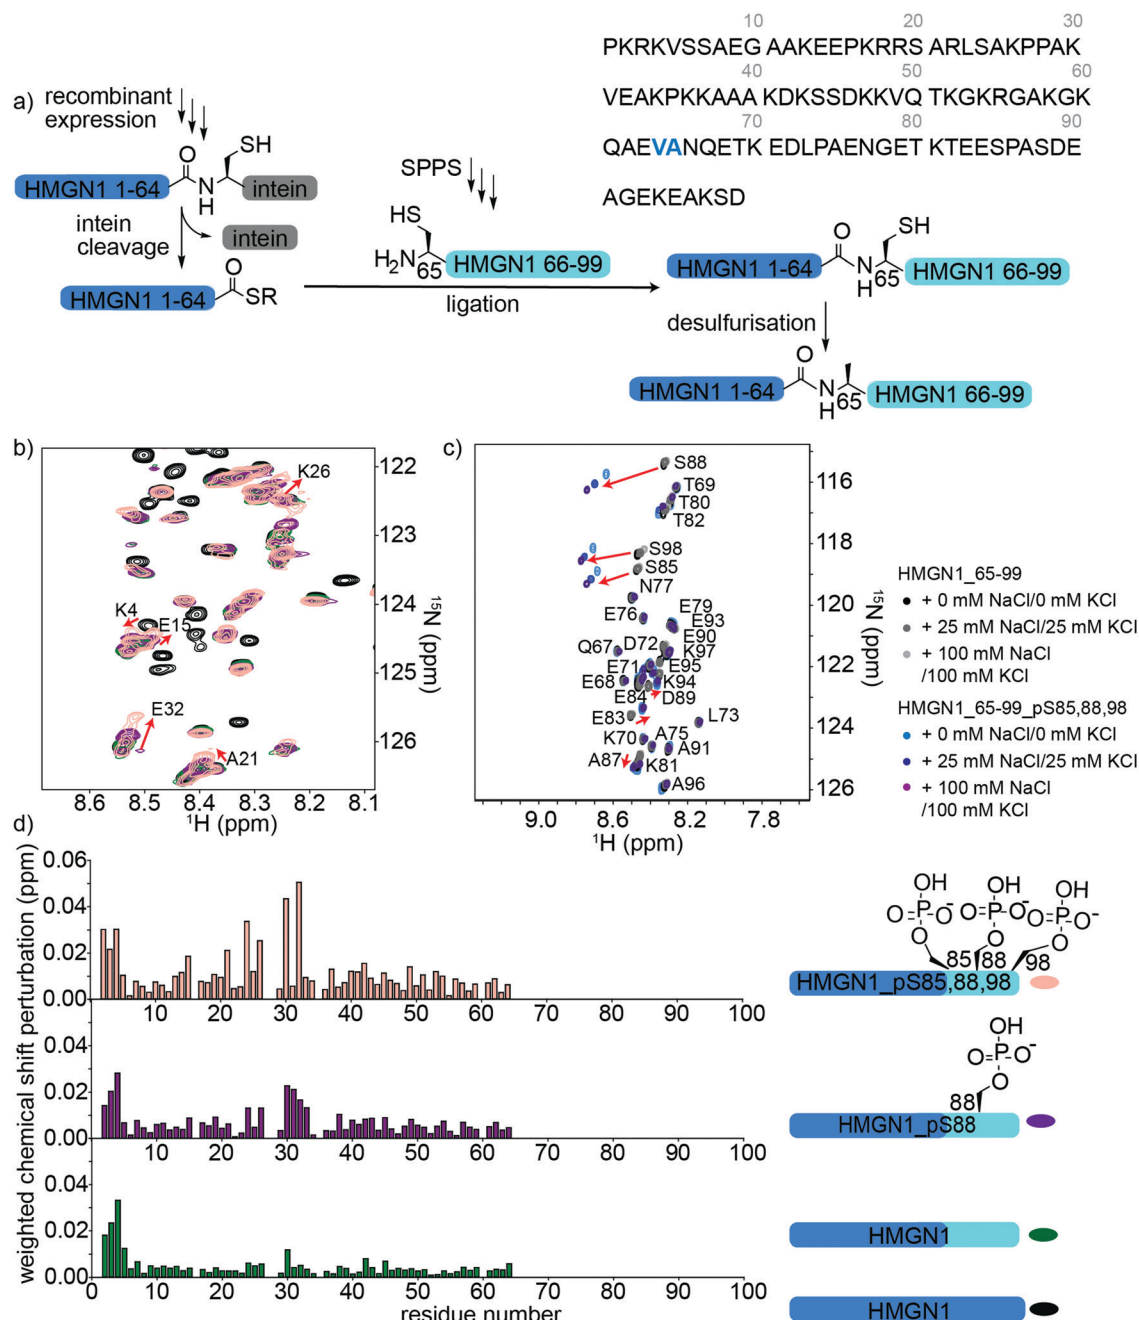 10 20 30
PKRKVSSAEG AAKEEPKRRS ARLSAKPPAK
40 50 60
VEAKPKKAAA KDKSSDKKVQ TKGKRGAKGK
70 80 90
QAEVANQETK EDLPAENGET KTEESPASDE
AGEKEAKSD
a) recombinant
expression
O
SH
HMGN1 1-64
N
H
intein
intein
cleavage
intein
O
HMGN1 1-64
SR
SPPS
HS
H2N
65
HMGN1 66-99
ligation
O
SH
HMGN1 1-64
N
H
65
HMGN1 66-99
desulfurisation
O
HMGN1 1-64
N
H
65
HMGN1 66-99
b)
K26
K4
E15
E32
A21
122
123
124
125
126
15N (ppm)
8.6 8.5 8.4 8.3 8.2 8.1
1H (ppm)
c)
S88
T69
T80
T82
S98
S85
N77
E76
E79
E93
E90
Q67
D72
K97
E71
E95
E68
K94
E84
D89
E83
L73
K70
A75
A91
A87
K81
A96
116
118
120
122
124
126
15N (ppm)
9.0 8.6 8.2 7.8
1H (ppm)
HMGN1_65-99
+ 0 mM NaCl/0 mM KCl
+ 25 mM NaCl/25 mM KCl
+ 100 mM NaCl
/100 mM KCl
HMGN1_65-99_pS85,88,98
+ 0 mM NaCl/0 mM KCl
+ 25 mM NaCl/25 mM KCl
+ 100 mM NaCl
/100 mM KCl
d)
weighted chemical shift perturbation (ppm)
0.06
0.04
0.02
0.00
10 20 30 40 50 60 70 80 90 100
0.04
0.02
0.00
10 20 30 40 50 60 70 80 90 100
0.04
0.02
0.00
0 10 20 30 40 50 60 70 80 90 100
residue number
OH OH OH
O=P-O- O=P-O- O=P-O-
O O O
85 88 98
HMGN1_pS85,88,98
OH
O=P-O-
O
88
HMGN1_pS88
HMGN1
HMGN1